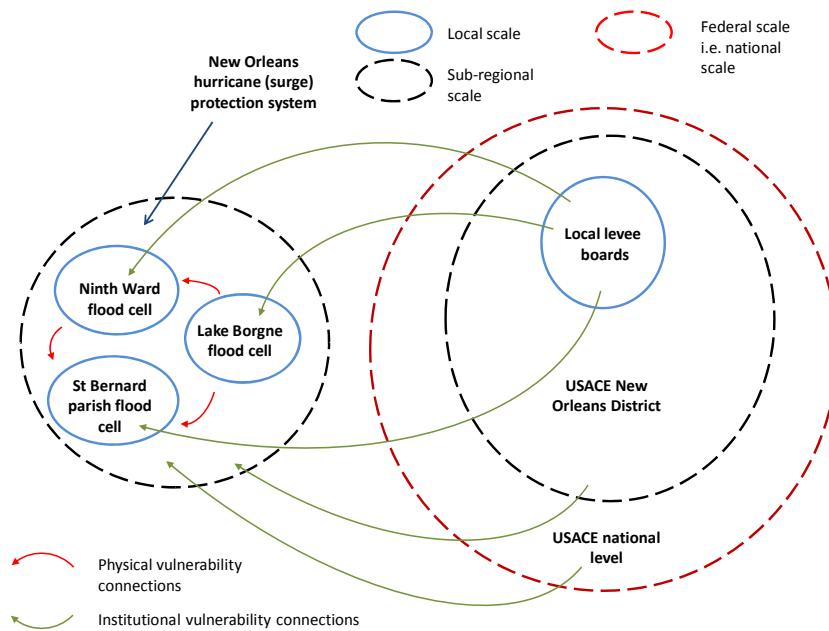 New Orleans
hurricane (surge)
protection system
Local scale
Sub-regional
scale
Federal scale
i.e. national
scale
Ninth Ward
flood cell
Lake Borgne
flood cell
St Bernard
parish flood
cell
Local levee
boards
USACE New
Orleans District
USACE national
level
Physical vulnerability
connections
Institutional vulnerability connections